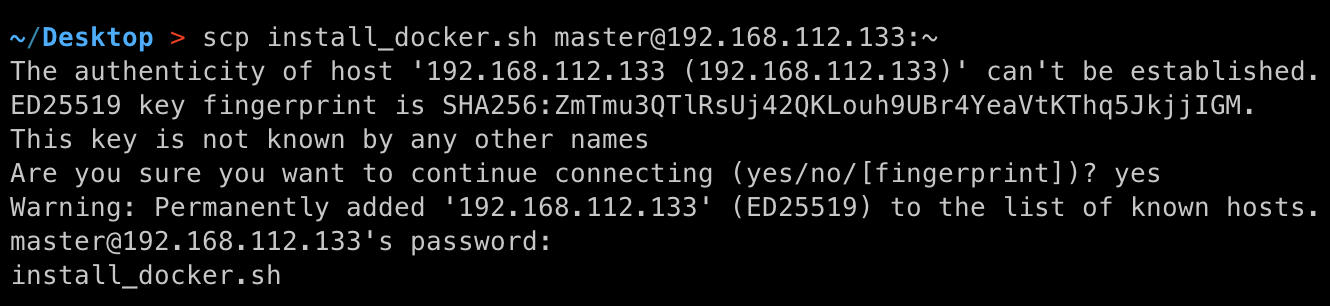 ~/Desktop > scp install_docker.sh master@192.168.112.133:~
The authenticity of host '192.168.112.133 (192.168.112.133)' can't be established.
ED25519 key fingerprint is SHA256:ZmTmu3QTlRsUj42QKLouh9UBr4YeaVtKThq5JkjjIGM.
This key is not known by any other names
Are you sure you want to continue connecting (yes/no/[fingerprint])? yes
Warning: Permanently added '192.168.112.133' (ED25519) to the list of known hosts.
master@192.168.112.133's password:
install_docker.sh